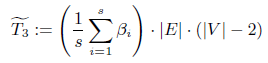 $$\widetilde{T_3} := \left( \frac{1}{s} \sum_{i=1}^{s} \beta_i \right) \cdot |E| \cdot (|V| - 2)$$